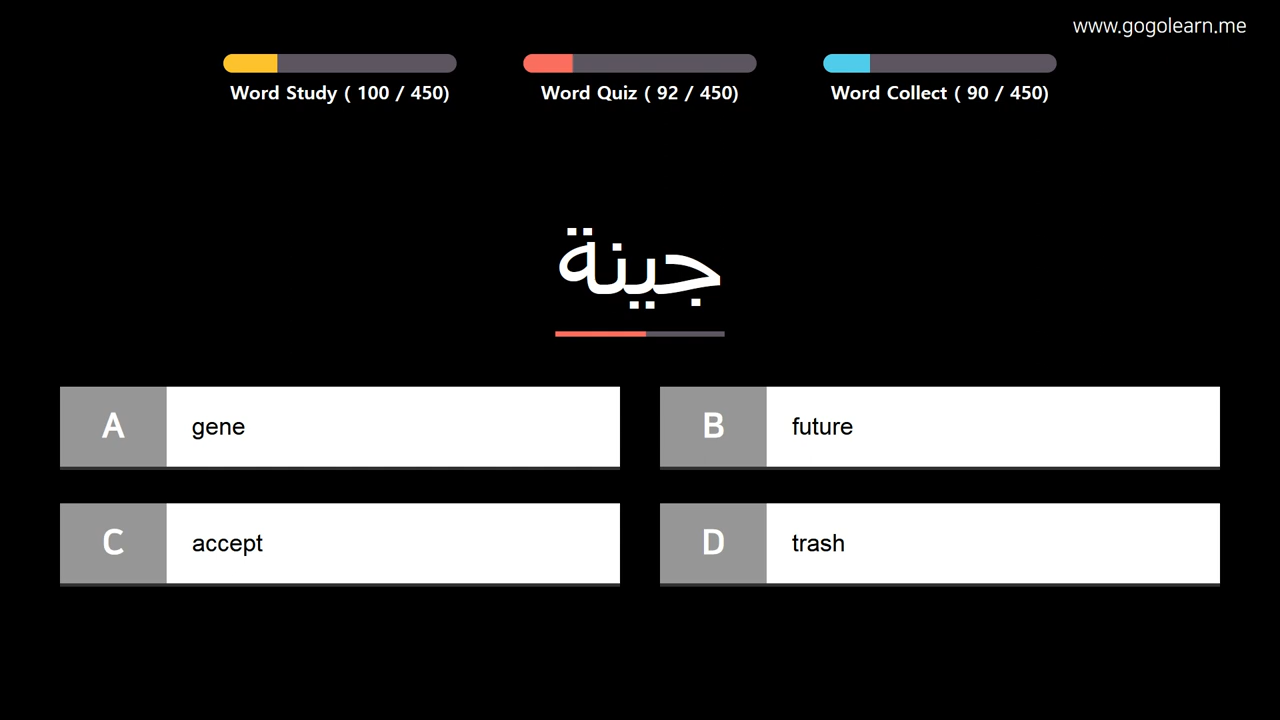 www.gogolearn.me
Word Study ( 100 / 450)
Word Quiz ( 92 / 450)
Word Collect ( 90 / 450)
جينة
A gene
B future
C accept
D trash